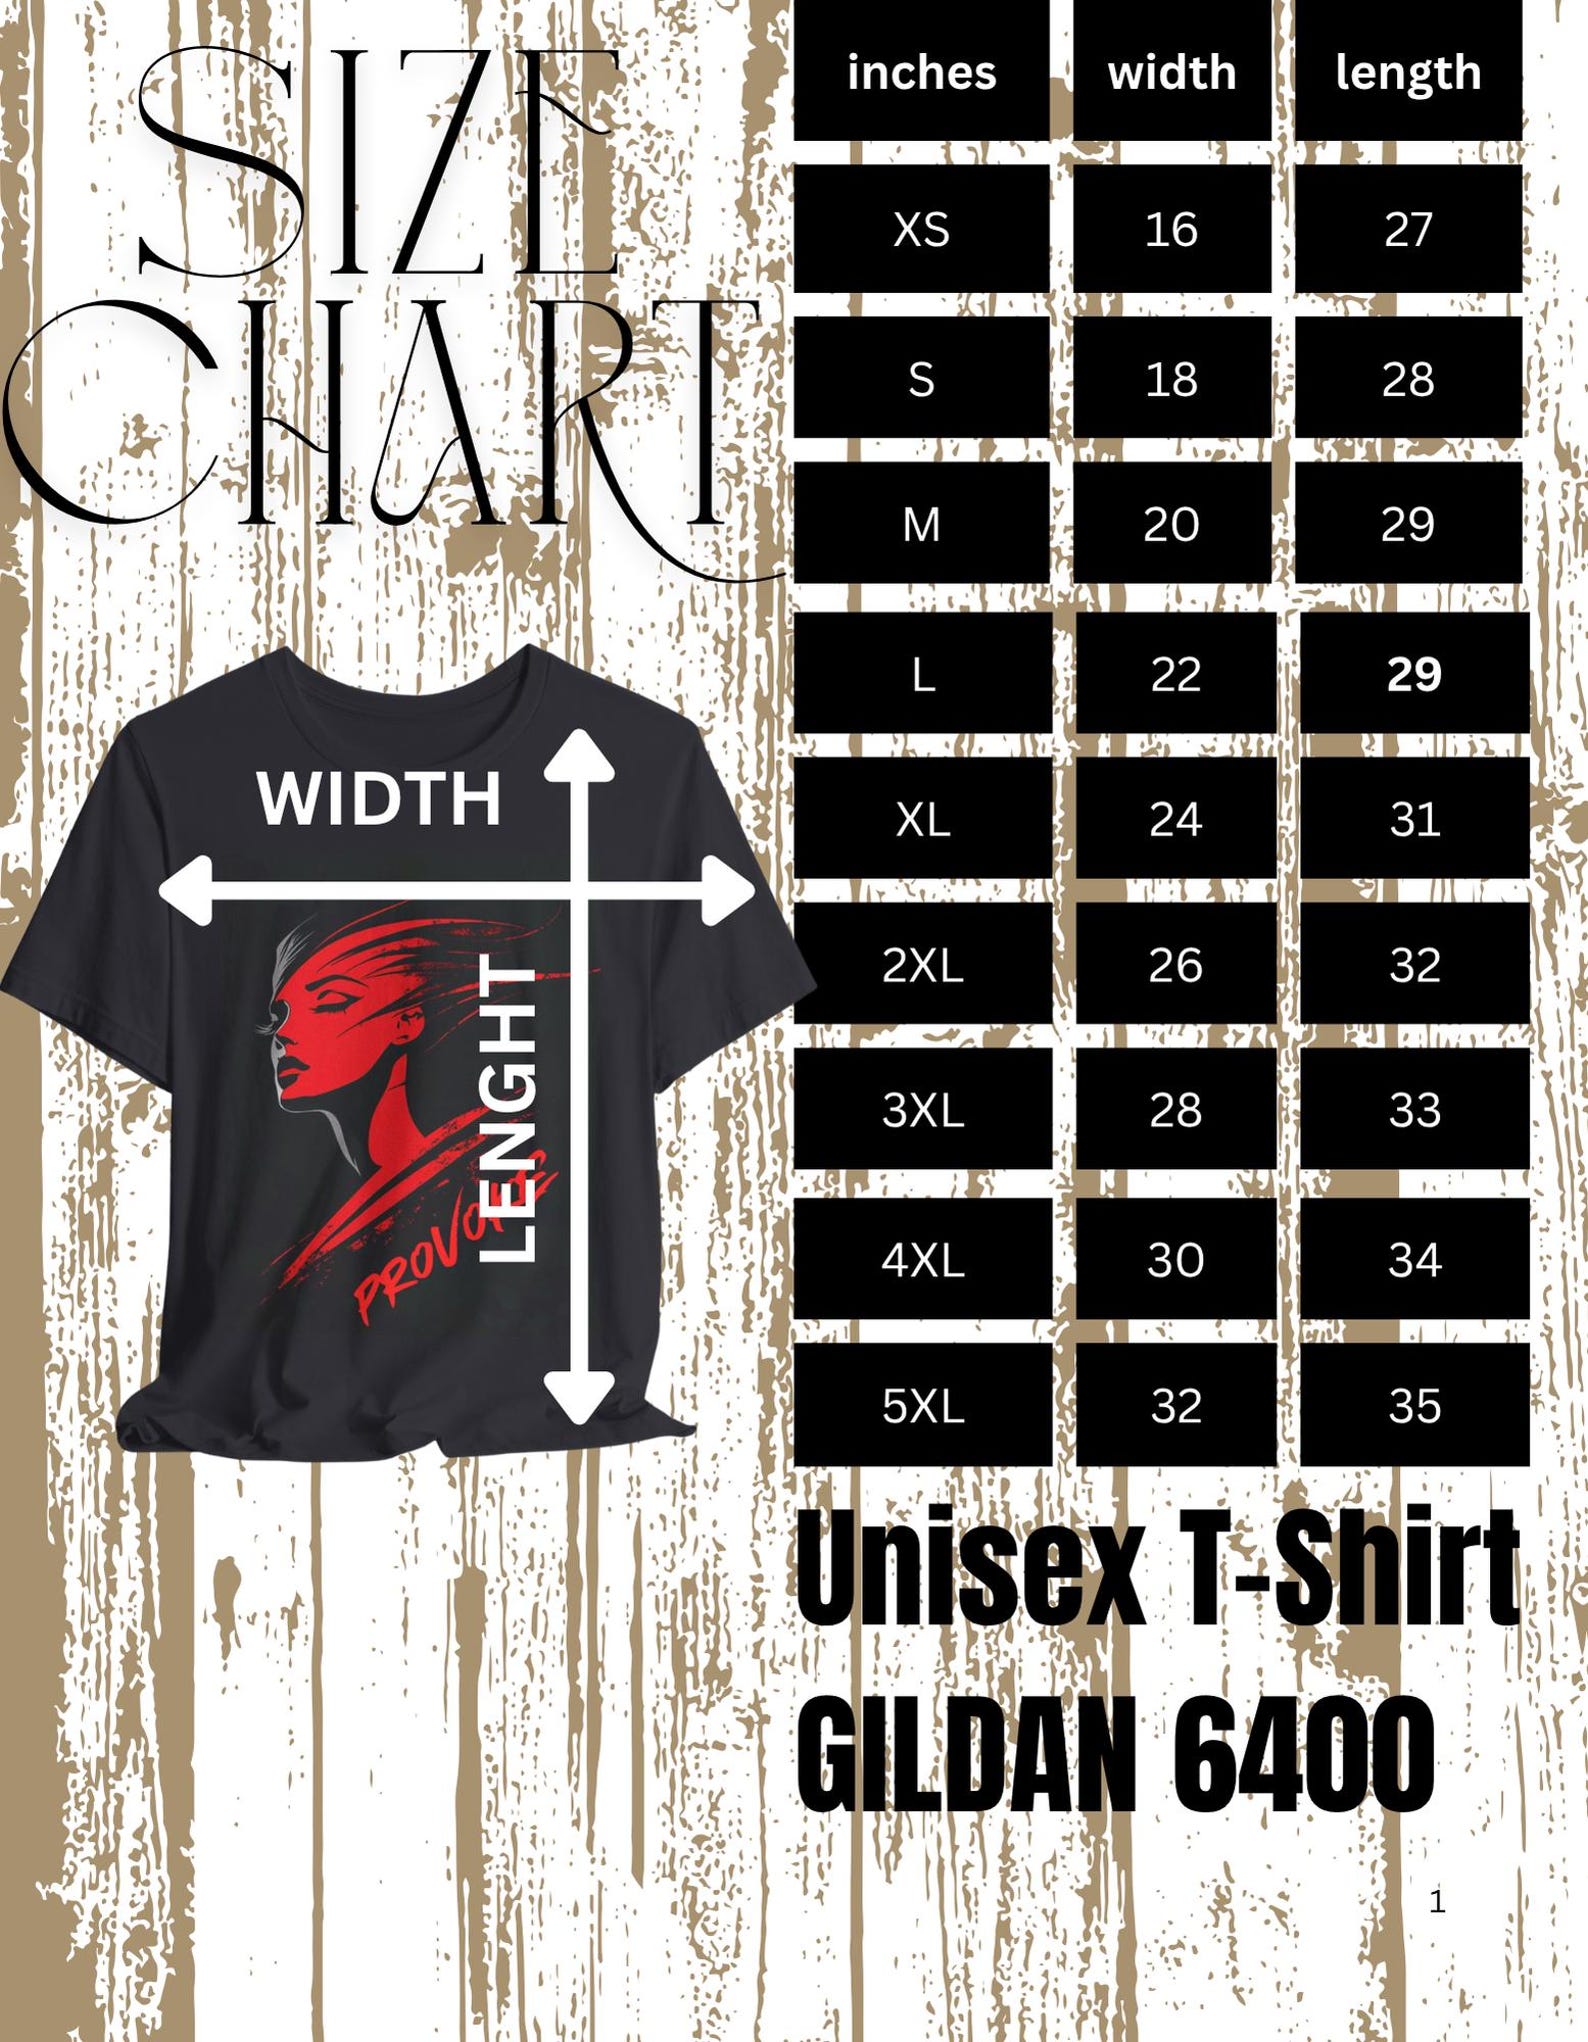 SIZE
CHART
inches width length
XS 16 27
S 18 28
M 20 29
L 22 29
XL 24 31
2XL 26 32
3XL 28 33
4XL 30 34
5XL 32 35
WIDTH
LENGHT
Unisex T-Shirt
GILDAN 6400
1